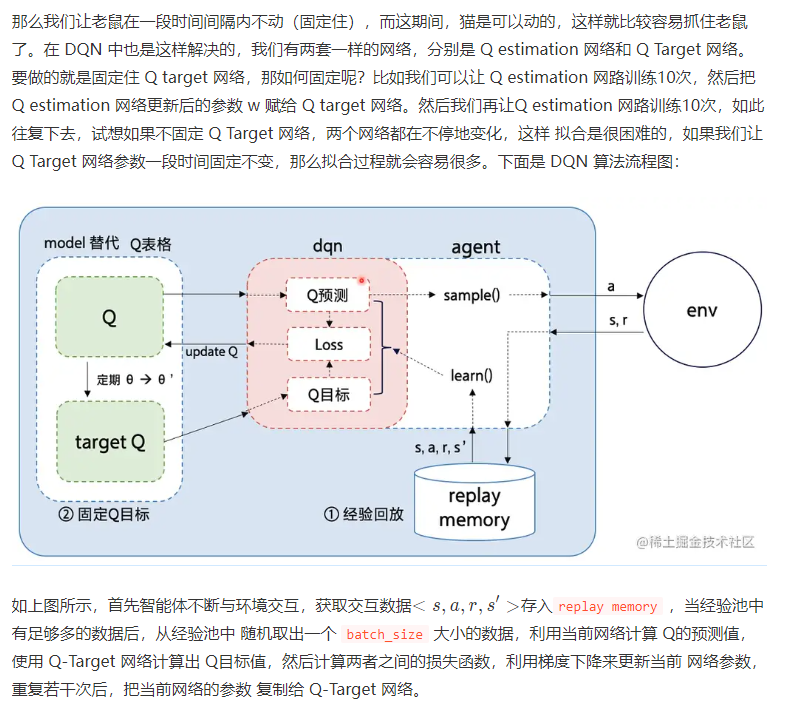 那么我们让老鼠在一段时间间隔内不动（固定住），而这期间，猫是可以动的，这样就比较容易抓住老鼠
了。在 DQN 中也是这样解决的，我们有两套一样的网络，分别是 Q estimation 网络和 Q Target 网络。
要做的就是固定住 Q target 网络，那如何固定呢？比如我们可以让 Q estimation 网路训练10次，然后把
Q estimation 网络更新后的参数 w 赋给 Q target 网络。然后我们再让Q estimation 网路训练10次，如此
往复下去，试想如果不固定 Q Target 网络，两个网络都在不停地变化，这样 拟合是很困难的，如果我们让
Q Target 网络参数一段时间固定不变，那么拟合过程就会容易很多。下面是 DQN 算法流程图：
model 替代 Q表格
dqn
agent
Q
Q预测
sample()
a
env
s, r
Loss
update Q
定期 θ → θ '
learn()
Q目标
target Q
s, a, r, s'
replay
memory
② 固定Q目标
① 经验回放
@稀土掘金技术社区
如上图所示，首先智能体不断与环境交互，获取交互数据< s, a, r, s′ >存入 replay memory ，当经验池中
有足够多的数据后，从经验池中 随机取出一个 batch_size 大小的数据，利用当前网络计算 Q的预测值，
使用 Q-Target 网络计算出 Q目标值，然后计算两者之间的损失函数，利用梯度下降来更新当前 网络参数，
重复若干次后，把当前网络的参数 复制给 Q-Target 网络。